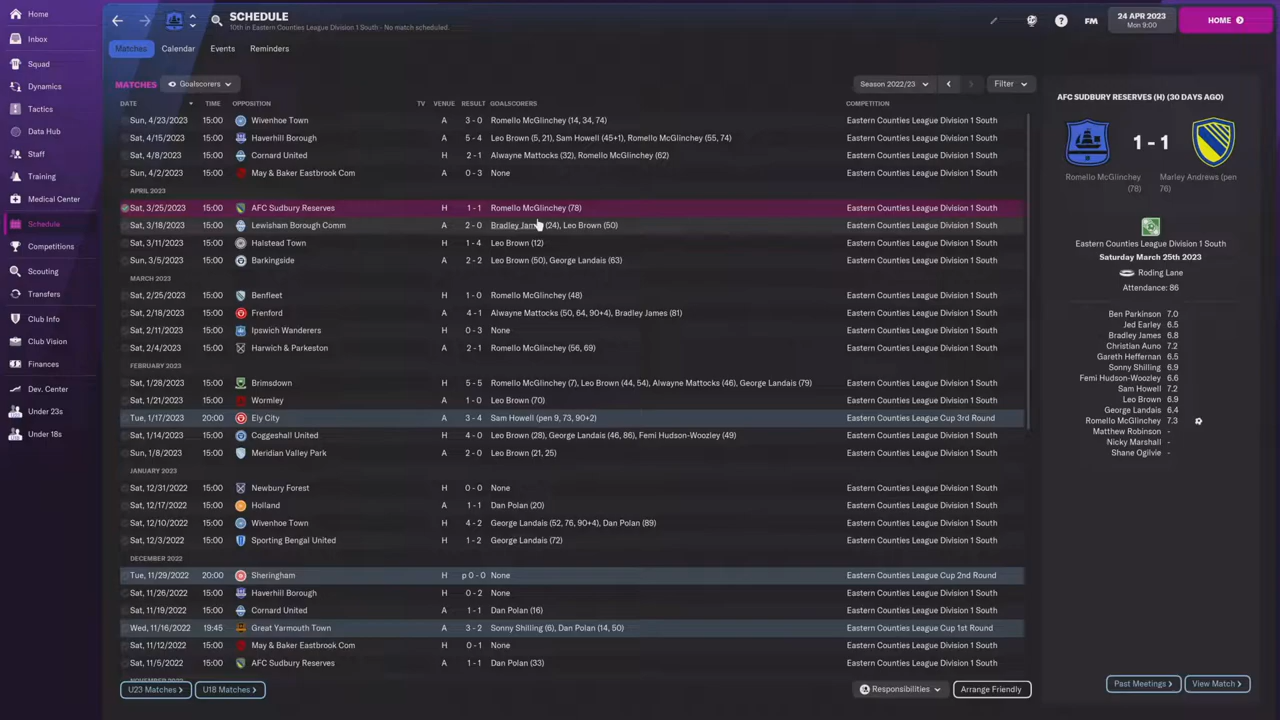 Home
SCHEDULE
10th in Eastern Counties League Division 1 South - No match scheduled.
FM
24 APR 2023
Mon 9:00
HOME
Inbox
Squad
Dynamics
Tactics
Data Hub
Staff
Training
Medical Center
Schedule
Competitions
Scouting
Transfers
Club Info
Club Vision
Finances
Dev. Center
Under 23s
Under 18s
Matches Calendar Events Reminders
MATCHES Goalscorers Season 2022/23 Filter
DATE TIME OPPOSITION TV VENUE RESULT GOALSCORERS COMPETITION
Sun, 4/23/2023 15:00 Wivenhoe Town A 3 - 0 Romello McGlinchey (14, 34, 74) Eastern Counties League Division 1 South
Sat, 4/15/2023 15:00 Haverhill Borough A 5 - 4 Leo Brown (5, 21), Sam Howell (45+1), Romello McGlinchey (55, 74) Eastern Counties League Division 1 South
Sat, 4/8/2023 15:00 Cornard United H 2 - 1 Alwayne Mattocks (32), Romello McGlinchey (62) Eastern Counties League Division 1 South
Sat, 4/2/2023 15:00 May & Baker Eastbrook Com A 0 - 3 None Eastern Counties League Division 1 South
APRIL 2023
Sat, 3/25/2023 15:00 AFC Sudbury Reserves H 1 - 1 Romello McGlinchey (78) Eastern Counties League Division 1 South
Sat, 3/18/2023 15:00 Lewisham Borough Comm A 2 - 0 Bradley Jam (24), Leo Brown (50) Eastern Counties League Division 1 South
Sat, 3/11/2023 15:00 Halstead Town H 1 - 4 Leo Brown (12) Eastern Counties League Division 1 South
Sun, 3/5/2023 15:00 Barkingside A 2 - 2 Leo Brown (50), George Landais (63) Eastern Counties League Division 1 South
MARCH 2023
Sat, 2/25/2023 15:00 Benfleet H 1 - 0 Romello McGlinchey (48) Eastern Counties League Division 1 South
Sat, 2/18/2023 15:00 Frenford A 4 - 1 Alwayne Mattocks (50, 64, 90+4), Bradley James (81) Eastern Counties League Division 1 South
Sat, 2/11/2023 15:00 Ipswich Wanderers H 0 - 3 None Eastern Counties League Division 1 South
Sat, 2/4/2023 15:00 Harwich & Parkeston A 2 - 1 Romello McGlinchey (56, 69) Eastern Counties League Division 1 South
FEBRUARY 2023
Sat, 1/28/2023 15:00 Brimsdown H 5 - 5 Romello McGlinchey (7), Leo Brown (44, 54), Alwayne Mattocks (46), George Landais (79) Eastern Counties League Division 1 South
Sat, 1/21/2023 15:00 Wormley A 1 - 0 Leo Brown (70) Eastern Counties League Division 1 South
Tue, 1/17/2023 20:00 Ely City A 3 - 4 Sam Howell (pen 9, 73, 90+2) Eastern Counties League Cup 3rd Round
Sat, 1/14/2023 15:00 Coggeshall United H 4 - 0 Leo Brown (28), George Landais (46, 86), Femi Hudson-Woozley (49) Eastern Counties League Division 1 South
Sun, 1/8/2023 15:00 Meridian Valley Park A 2 - 0 Leo Brown (21, 25) Eastern Counties League Division 1 South
JANUARY 2023
Sat, 12/31/2022 15:00 Newbury Forest H 0 - 0 None Eastern Counties League Division 1 South
Sat, 12/17/2022 15:00 Holland A 1 - 1 Dan Polan (20) Eastern Counties League Division 1 South
Sat, 12/10/2022 15:00 Wivenhoe Town H 4 - 2 George Landais (52, 76, 90+4), Dan Polan (89) Eastern Counties League Division 1 South
Sat, 12/3/2022 15:00 Sporting Bengal United H 1 - 2 George Landais (72) Eastern Counties League Division 1 South
DECEMBER 2022
Tue, 11/29/2022 20:00 Sheringham H p 0 - 0 None Eastern Counties League Cup 2nd Round
Sat, 11/26/2022 15:00 Haverhill Borough H 0 - 2 None Eastern Counties League Division 1 South
Sat, 11/19/2022 15:00 Cornard United A 1 - 1 Dan Polan (16) Eastern Counties League Division 1 South
Wed, 11/16/2022 19:45 Great Yarmouth Town A 3 - 2 Sonny Shilling (6), Dan Polan (14, 50) Eastern Counties League Cup 1st Round
Sat, 11/12/2022 15:00 May & Baker Eastbrook Com H 0 - 1 None Eastern Counties League Division 1 South
Sat, 11/5/2022 15:00 AFC Sudbury Reserves A 1 - 1 Dan Polan (33) Eastern Counties League Division 1 South
U23 Matches > U18 Matches > Responsibilities Arrange Friendly
AFC SUDBURY RESERVES (H) (30 DAYS AGO)
1 - 1
Romello McGlinchey (78)
Marley Andrews (pen 76)
Eastern Counties League Division 1 South
Saturday March 25th 2023
Roding Lane
Attendance: 86
Ben Parkinson 7.0
Jed Earley 6.5
Bradley James 6.8
Christian Auno 7.2
Gareth Heffernan 6.5
Sonny Shilling 6.9
Femi Hudson-Woozley 6.6
Sam Howell 7.2
Leo Brown 6.9
George Landais 6.4
Romello McGlinchey 7.3
Matthew Robinson -
Nicky Marshall -
Shane Ogilvie -
Past Meetings > View Match >